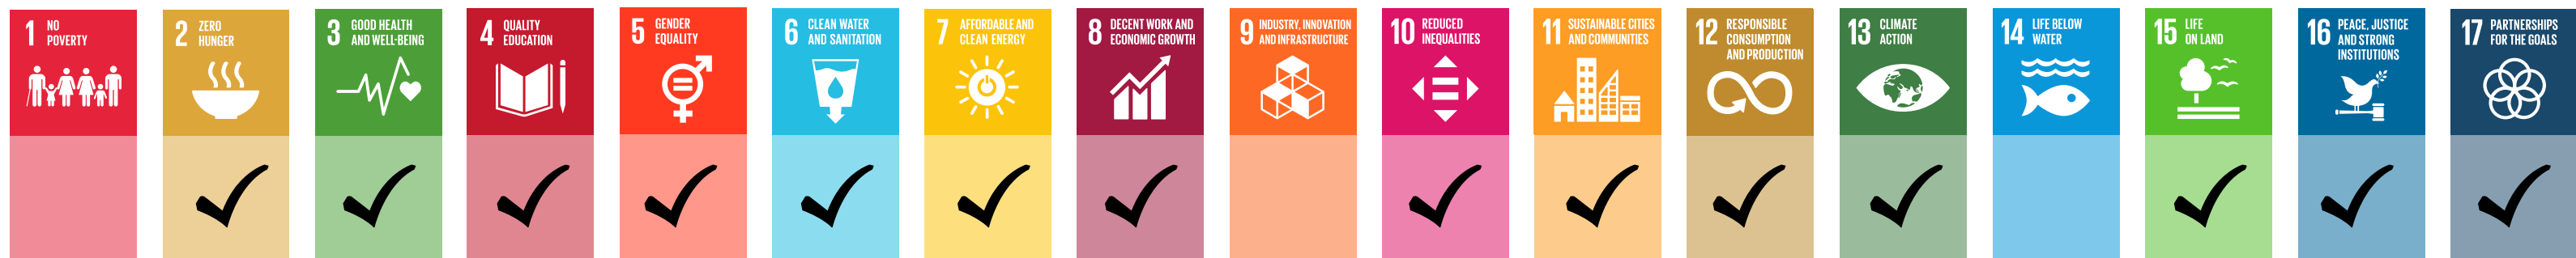 1 NO
POVERTY
2 ZERO
HUNGER
3 GOOD HEALTH
AND WELL-BEING
4 QUALITY
EDUCATION
5 GENDER
EQUALITY
6 CLEAN WATER
AND SANITATION
7 AFFORDABLE AND
CLEAN ENERGY
8 DECENT WORK AND
ECONOMIC GROWTH
9 INDUSTRY, INNOVATION
AND INFRASTRUCTURE
10 REDUCED
INEQUALITIES
11 SUSTAINABLE CITIES
AND COMMUNITIES
12 RESPONSIBLE
CONSUMPTION
AND PRODUCTION
13 CLIMATE
ACTION
14 LIFE BELOW
WATER
15 LIFE
ON LAND
16 PEACE, JUSTICE
AND STRONG
INSTITUTIONS
17 PARTNERSHIPS
FOR THE GOALS